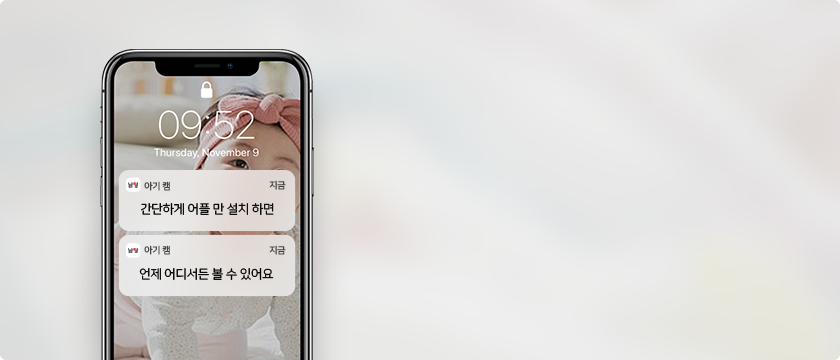 09:52
Thursday, November 9
아기 캠
지금
간단하게 어플 만 설치 하면
아기 캠
지금
언제 어디서든 볼 수 있어요